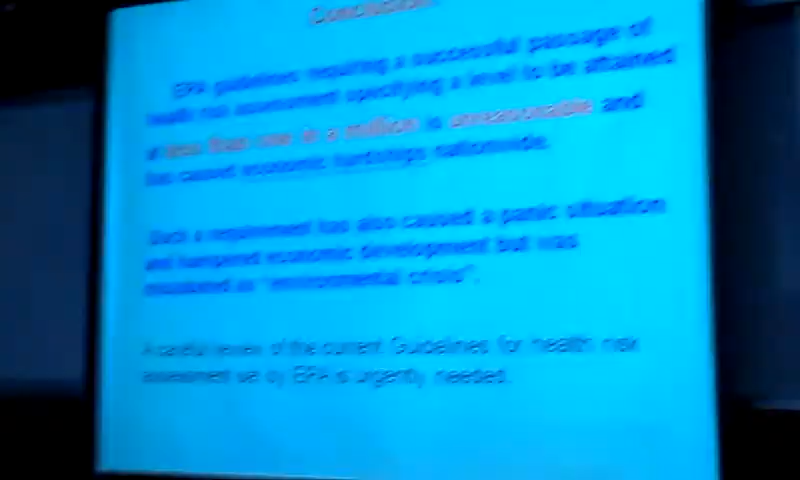 Conclusion
EPA guidelines requiring a successful passage of
health risk assessment specifying a level to be attained
at less than one in a million is unreasonable and
has caused economic hardships nationwide.
Such a requirement has also caused a panic situation
and hampered economic development but was
as "environmental crisis".
A careful review of the current Guidelines for health risk
assessment by EPA is urgently needed.